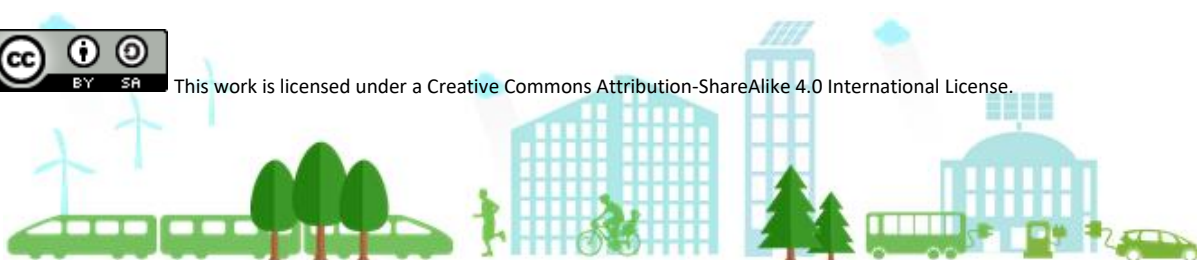 cc
BY SA
This work is licensed under a Creative Commons Attribution-ShareAlike 4.0 International License.